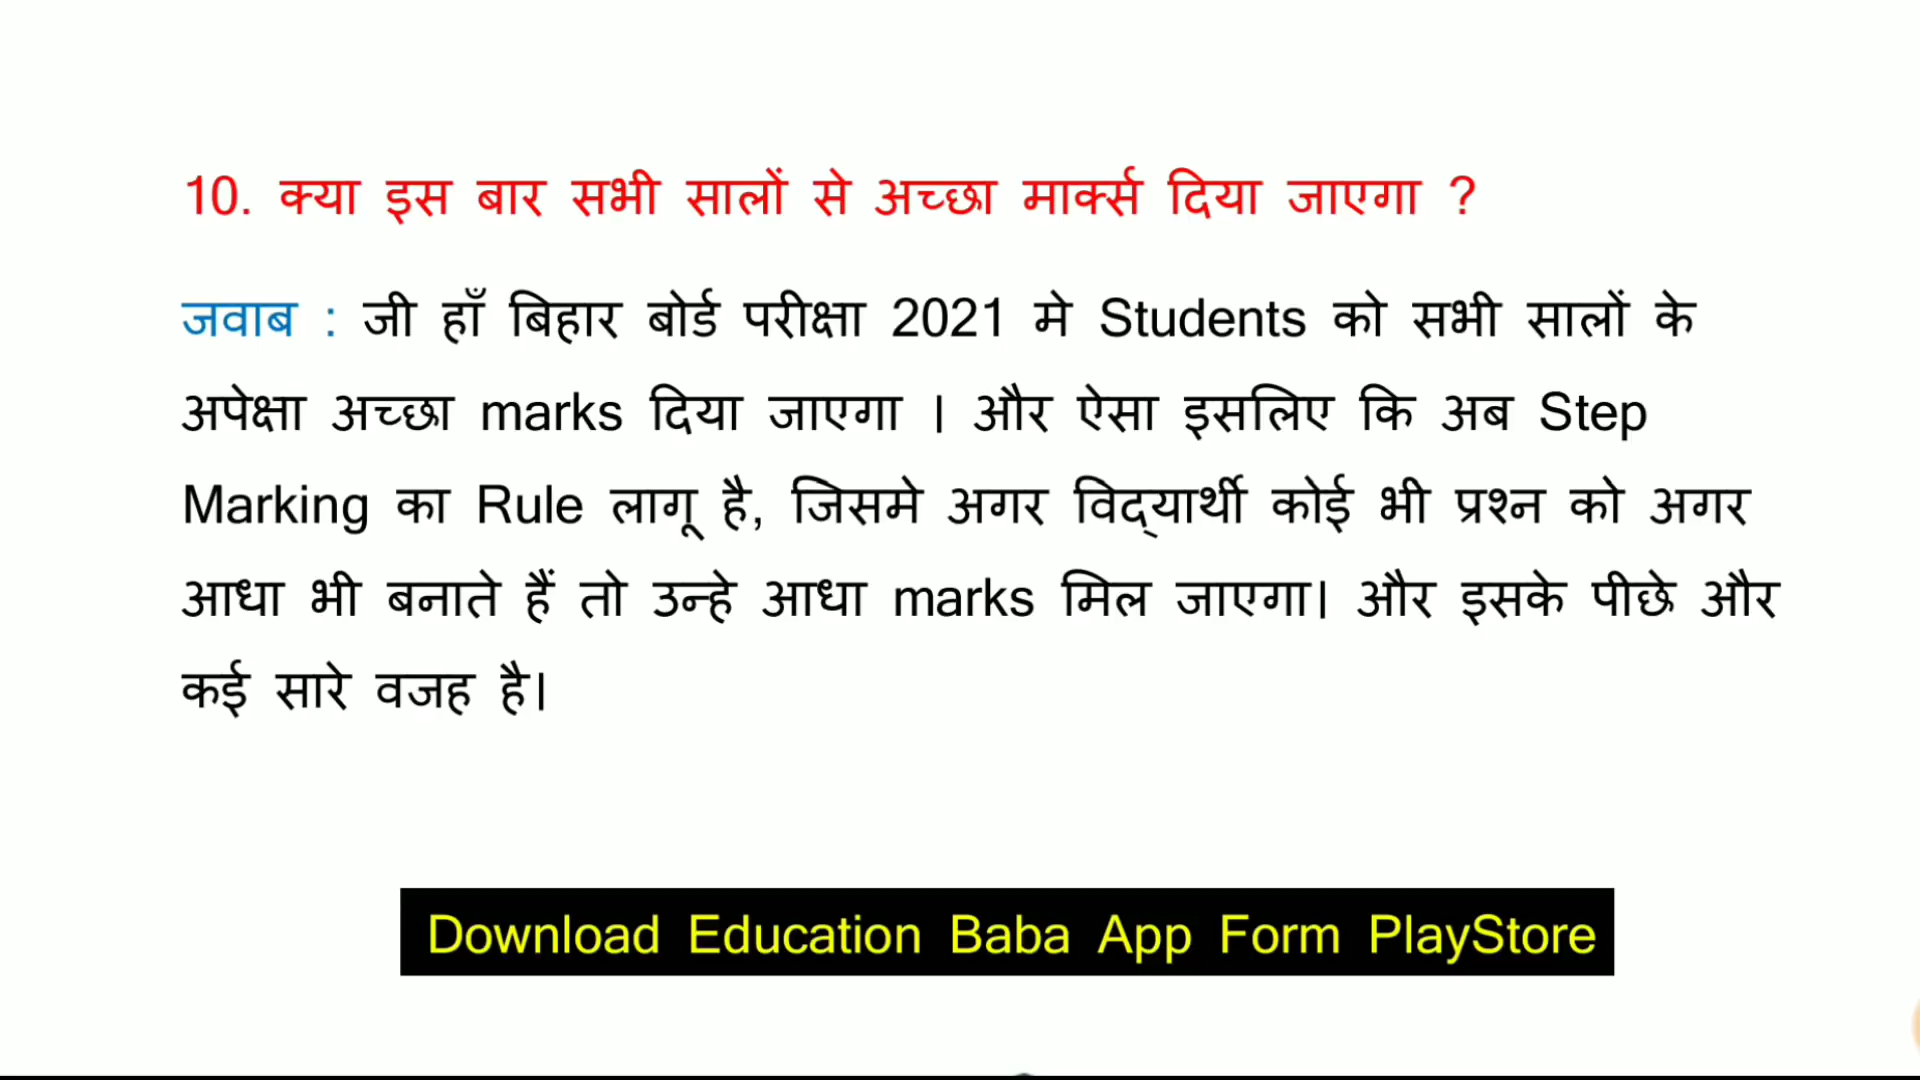 10. क्या इस बार सभी सालों से अच्छा मार्क्स दिया जाएगा ?
जवाब : जी हाँ बिहार बोर्ड परीक्षा 2021 मे Students को सभी सालों के
अपेक्षा अच्छा marks दिया जाएगा । और ऐसा इसलिए कि अब Step
Marking का Rule लागू है, जिसमे अगर विद्यार्थी कोई भी प्रश्न को अगर
आधा भी बनाते हैं तो उन्हे आधा marks मिल जाएगा। और इसके पीछे और
कई सारे वजह है।
Download Education Baba App Form PlayStore